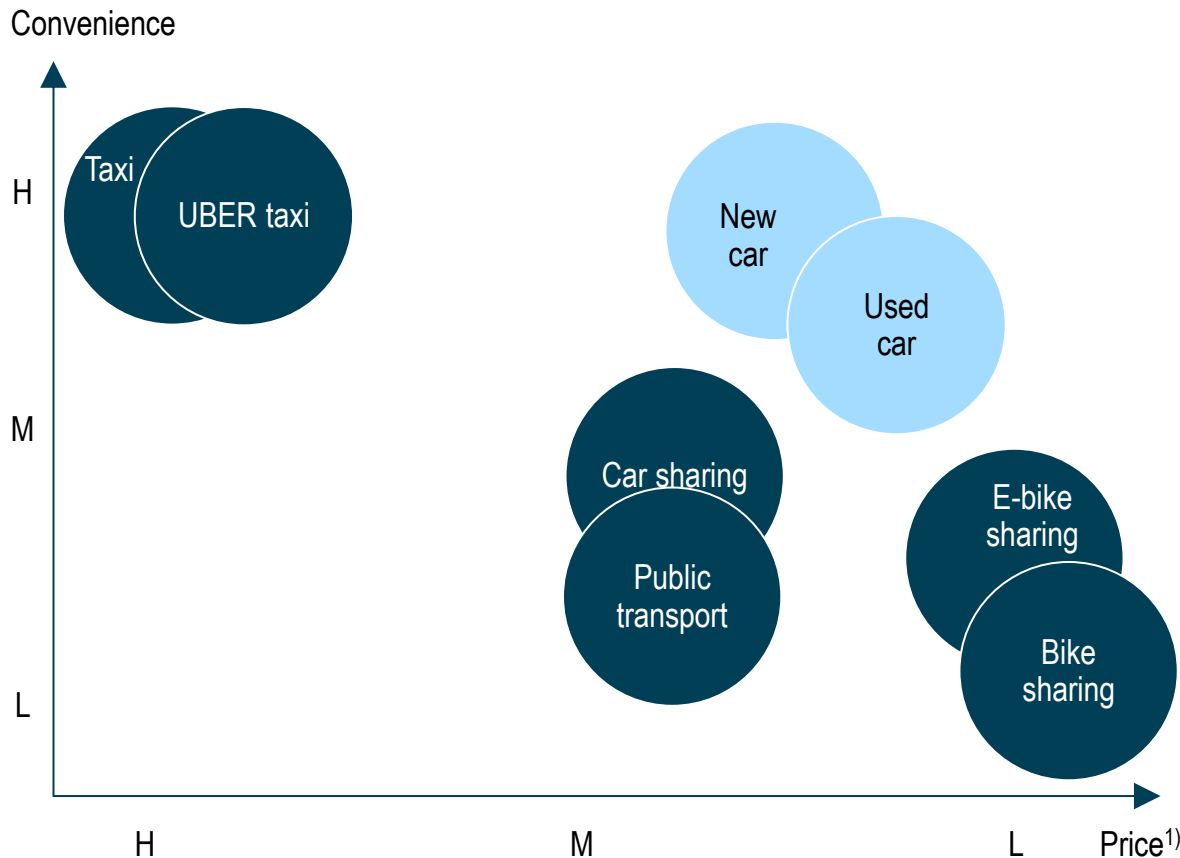 Convenience
H
Taxi
UBER taxi
New
car
Used
car
M
Car sharing
E-bike
sharing
Public
transport
Bike
sharing
L
H
M
L
Price1)